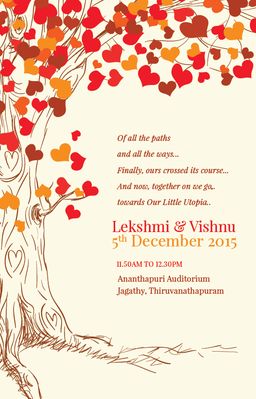 Of all the paths
and all the ways...
Finally, ours crossed its course...
And now, together on we go,.
towards Our Little Utopia..
Lekshmi & Vishnu
5th December 2015
11.50AM TO 12.30PM
Ananthapuri Auditorium
Jagathy, Thiruvanathapuram